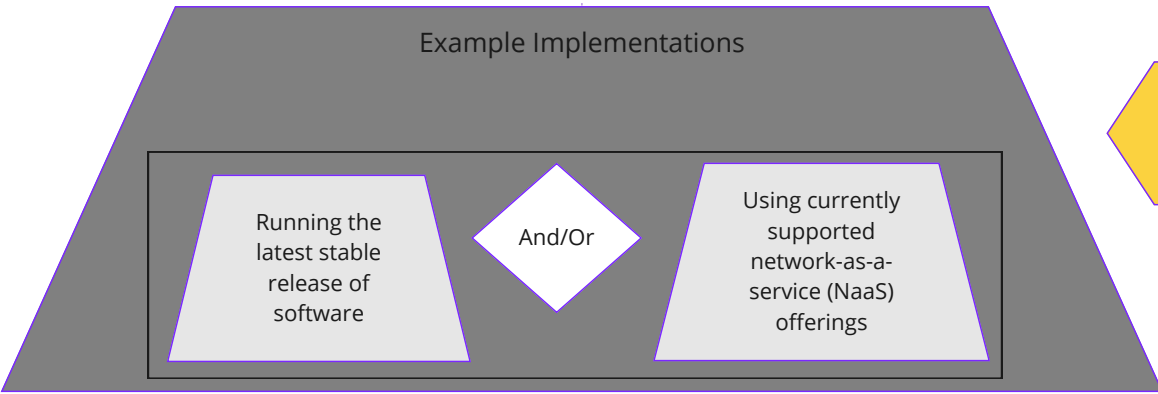 Example Implementations
Running the
latest stable
release of
software
And/Or
Using currently
supported
network-as-a-
service (NaaS)
offerings